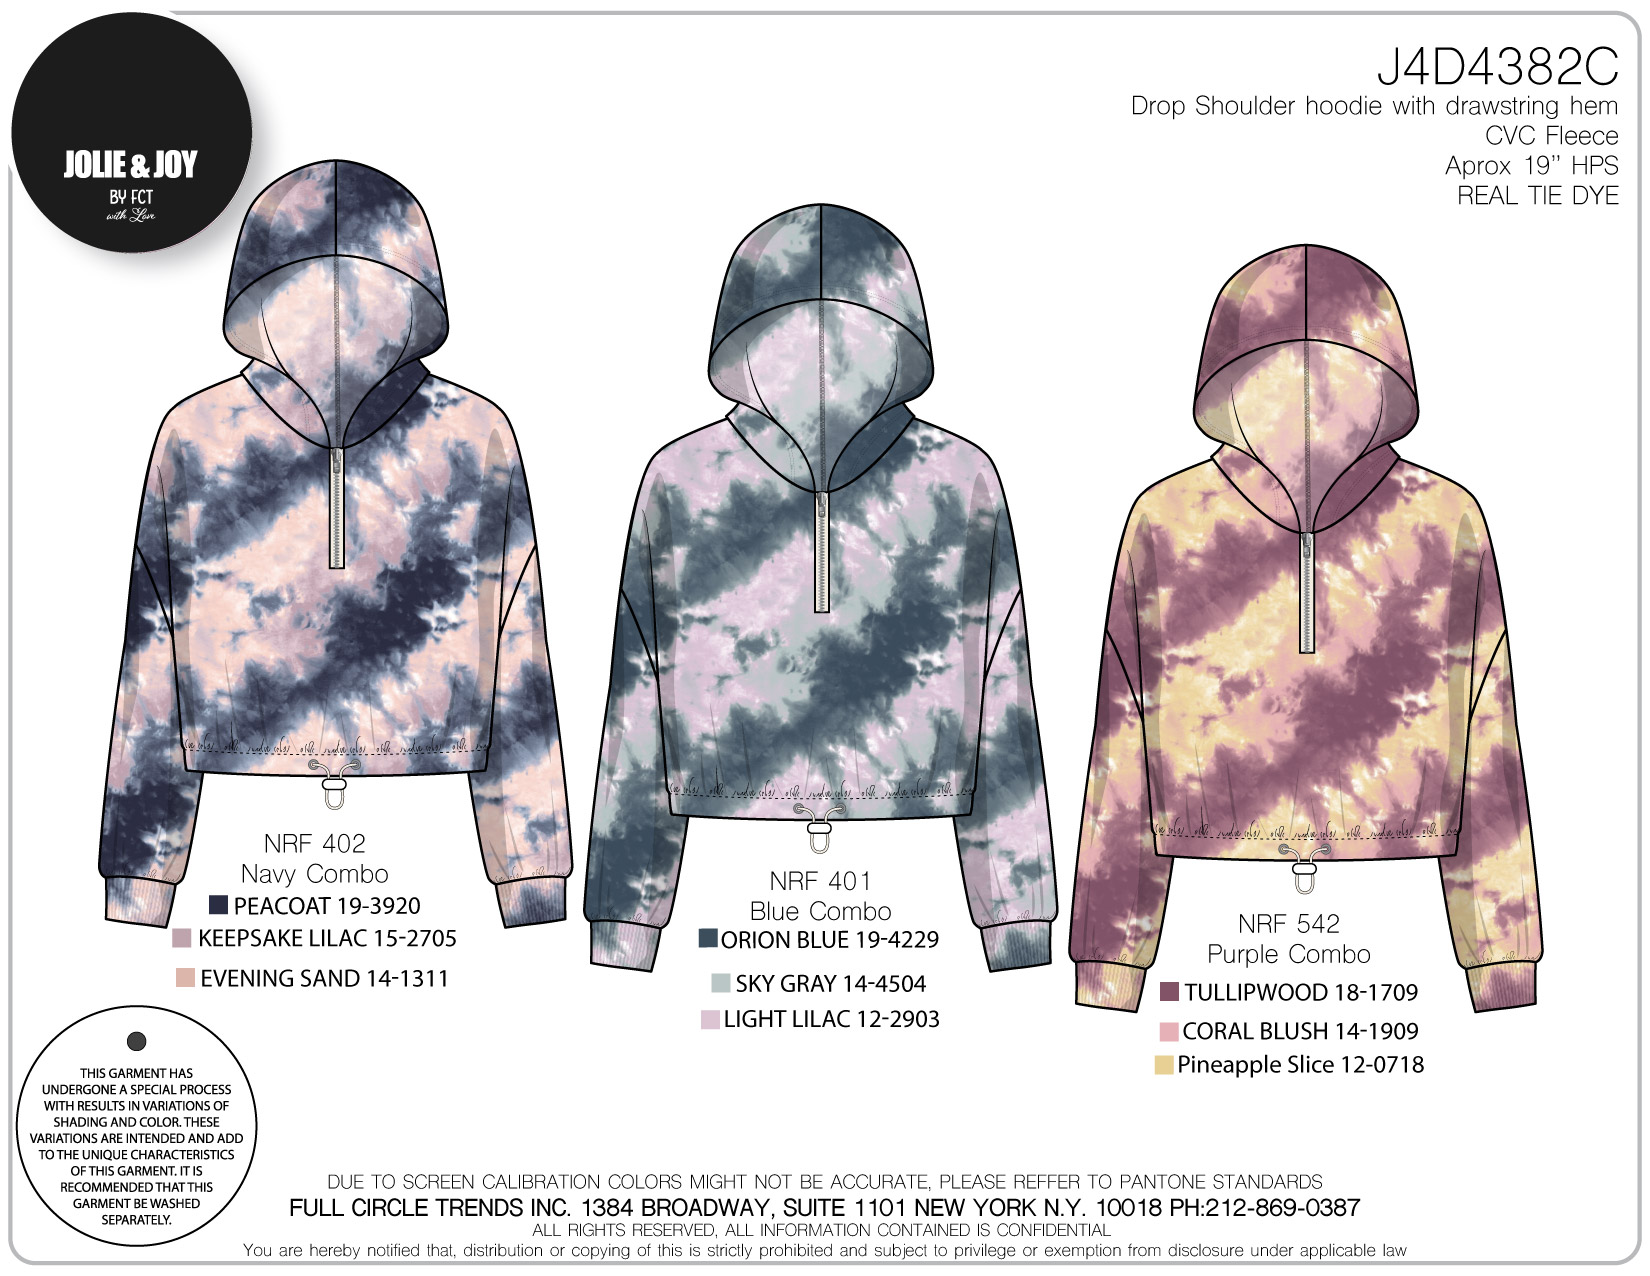 JOLIE & JOY
BY FCT
with Love
J4D4382C
Drop Shoulder hoodie with drawstring hem
CVC Fleece
Aprox 19” HPS
REAL TIE DYE
NRF 402
Navy Combo
PEACOAT 19-3920
KEEPSAKE LILAC 15-2705
EVENING SAND 14-1311
NRF 401
Blue Combo
ORION BLUE 19-4229
SKY GRAY 14-4504
LIGHT LILAC 12-2903
NRF 542
Purple Combo
TULLIPWOOD 18-1709
CORAL BLUSH 14-1909
Pineapple Slice 12-0718
THIS GARMENT HAS
UNDERGONE A SPECIAL PROCESS
WITH RESULTS IN VARIATIONS OF
SHADING AND COLOR. THESE
VARIATIONS ARE INTENDED AND ADD
TO THE UNIQUE CHARACTERISTICS
OF THIS GARMENT. IT IS
RECOMMENDED THAT THIS
GARMENT BE WASHED
SEPARATELY.
DUE TO SCREEN CALIBRATION COLORS MIGHT NOT BE ACCURATE, PLEASE REFFER TO PANTONE STANDARDS
FULL CIRCLE TRENDS INC. 1384 BROADWAY, SUITE 1101 NEW YORK N.Y. 10018 PH:212-869-0387
ALL RIGHTS RESERVED, ALL INFORMATION CONTAINED IS CONFIDENTIAL
You are hereby notified that, distribution or copying of this is strictly prohibited and subject to privilege or exemption from disclosure under applicable law